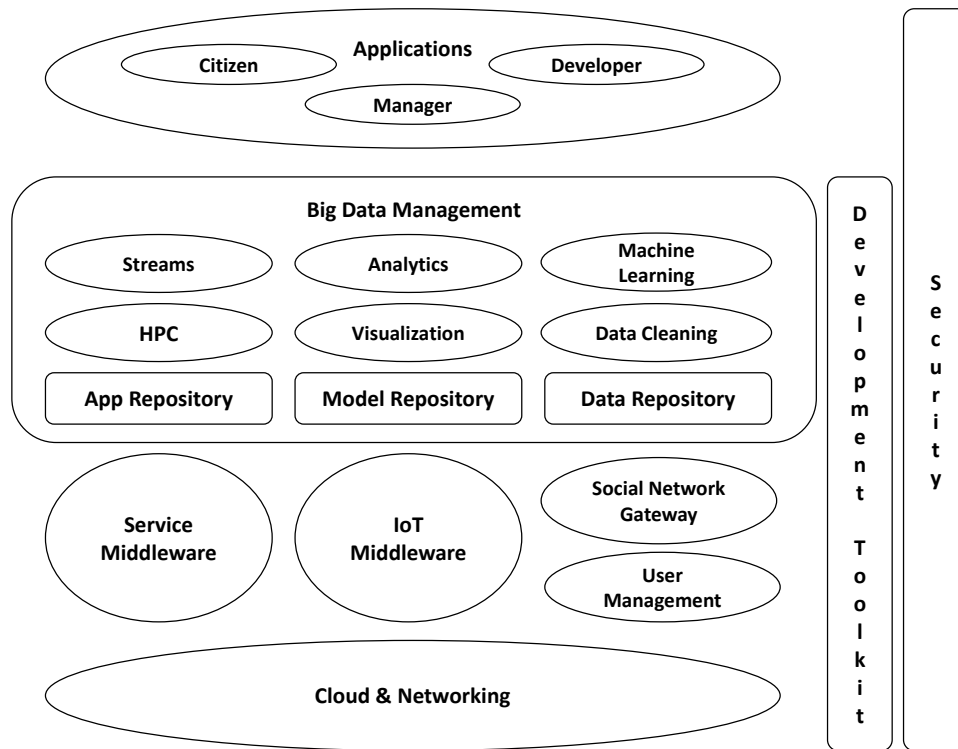 Applications
Citizen
Developer
Manager
Big Data Management
Streams
Analytics
Machine
Learning
HPC
Visualization
Data Cleaning
App Repository
Model Repository
Data Repository
Service
Middleware
IoT
Middleware
Social Network
Gateway
User
Management
Cloud & Networking
Development Toolkit
Security